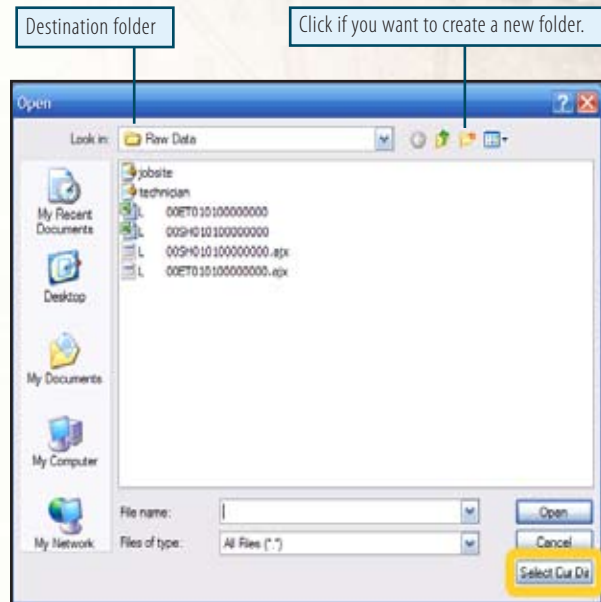 Destination folder
Click if you want to create a new folder.
Open
Look in:
Raw Data
jobsite
technician
L 00ET010100000000
L 00SH010100000000
L 00SH010100000000.ajx
L 00ET010100000000.ajx
My Recent
Documents
Desktop
My Documents
My Computer
My Network
File name:
Open
Files of type:
All Files (*.*)
Cancel
Select Cur Dir